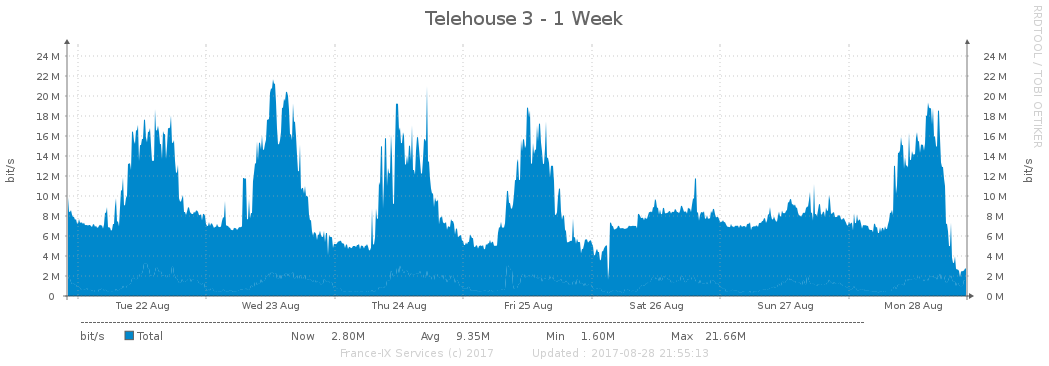 Telehouse 3 - 1 Week
RRDTOOL / TOBI OETIKER
24 M 24 M
22 M 22 M
20 M 20 M
18 M 18 M
16 M 16 M
14 M 14 M
12 M 12 M
10 M 10 M
8 M 8 M
6 M 6 M
4 M 4 M
2 M 2 M
0 0 M
bit/s bit/s
Tue 22 Aug Wed 23 Aug Thu 24 Aug Fri 25 Aug Sat 26 Aug Sun 27 Aug Mon 28 Aug
bit/s Total Now 2.80M Avg 9.35M Min 1.60M Max 21.66M
France-IX Services (c) 2017 Updated : 2017-08-28 21:55:13